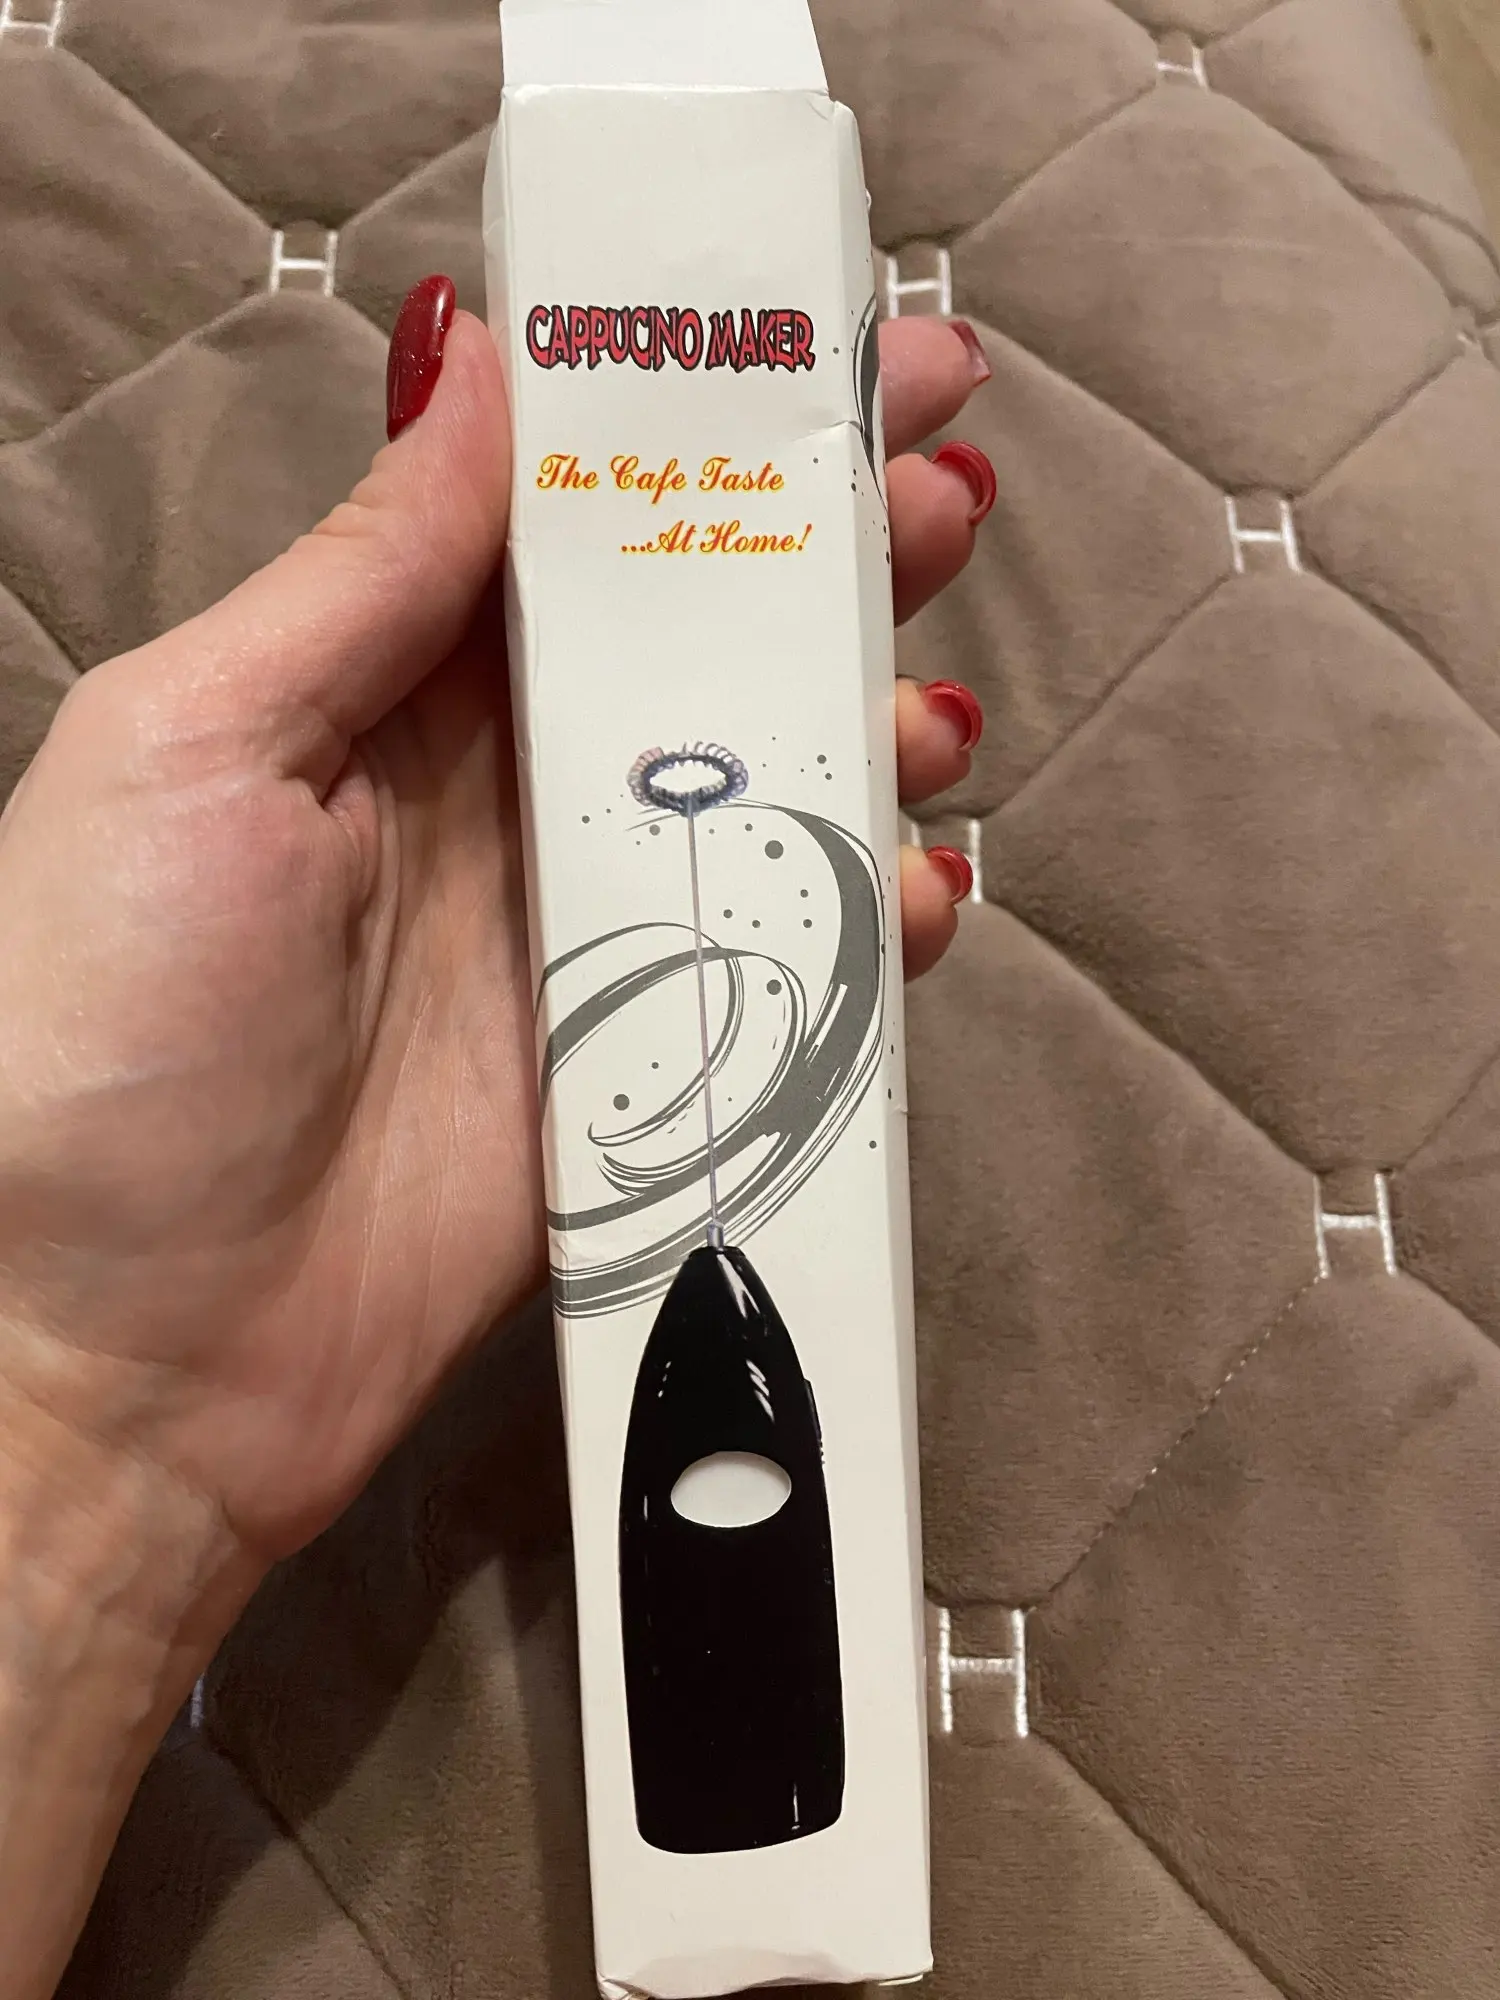 CAPPUCINO MAKER
The Cafe Taste
...At Home!